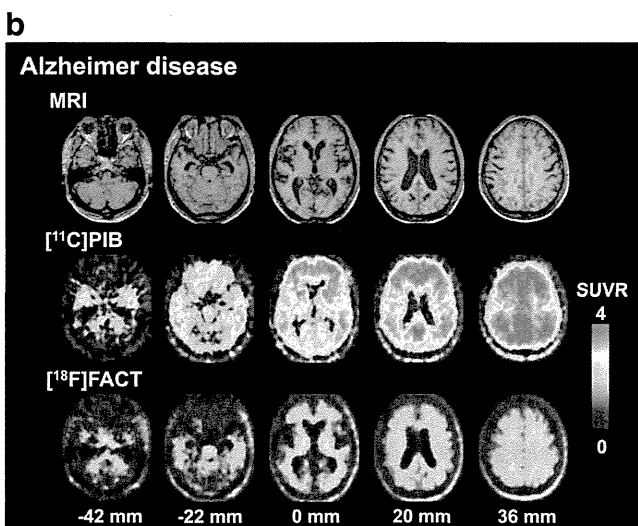 b
Alzheimer disease
MRI
[¹¹C]PIB
SUVR
4
[¹⁸F]FACT
0
-42 mm -22 mm 0 mm 20 mm 36 mm